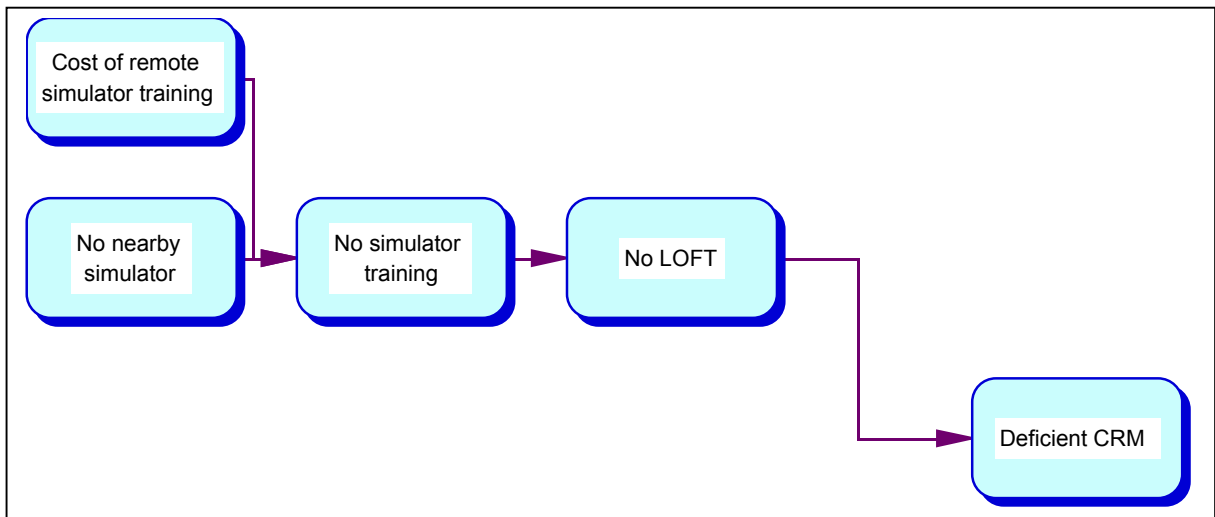 Cost of remote
simulator training
No nearby
simulator
No simulator
training
No LOFT
Deficient CRM